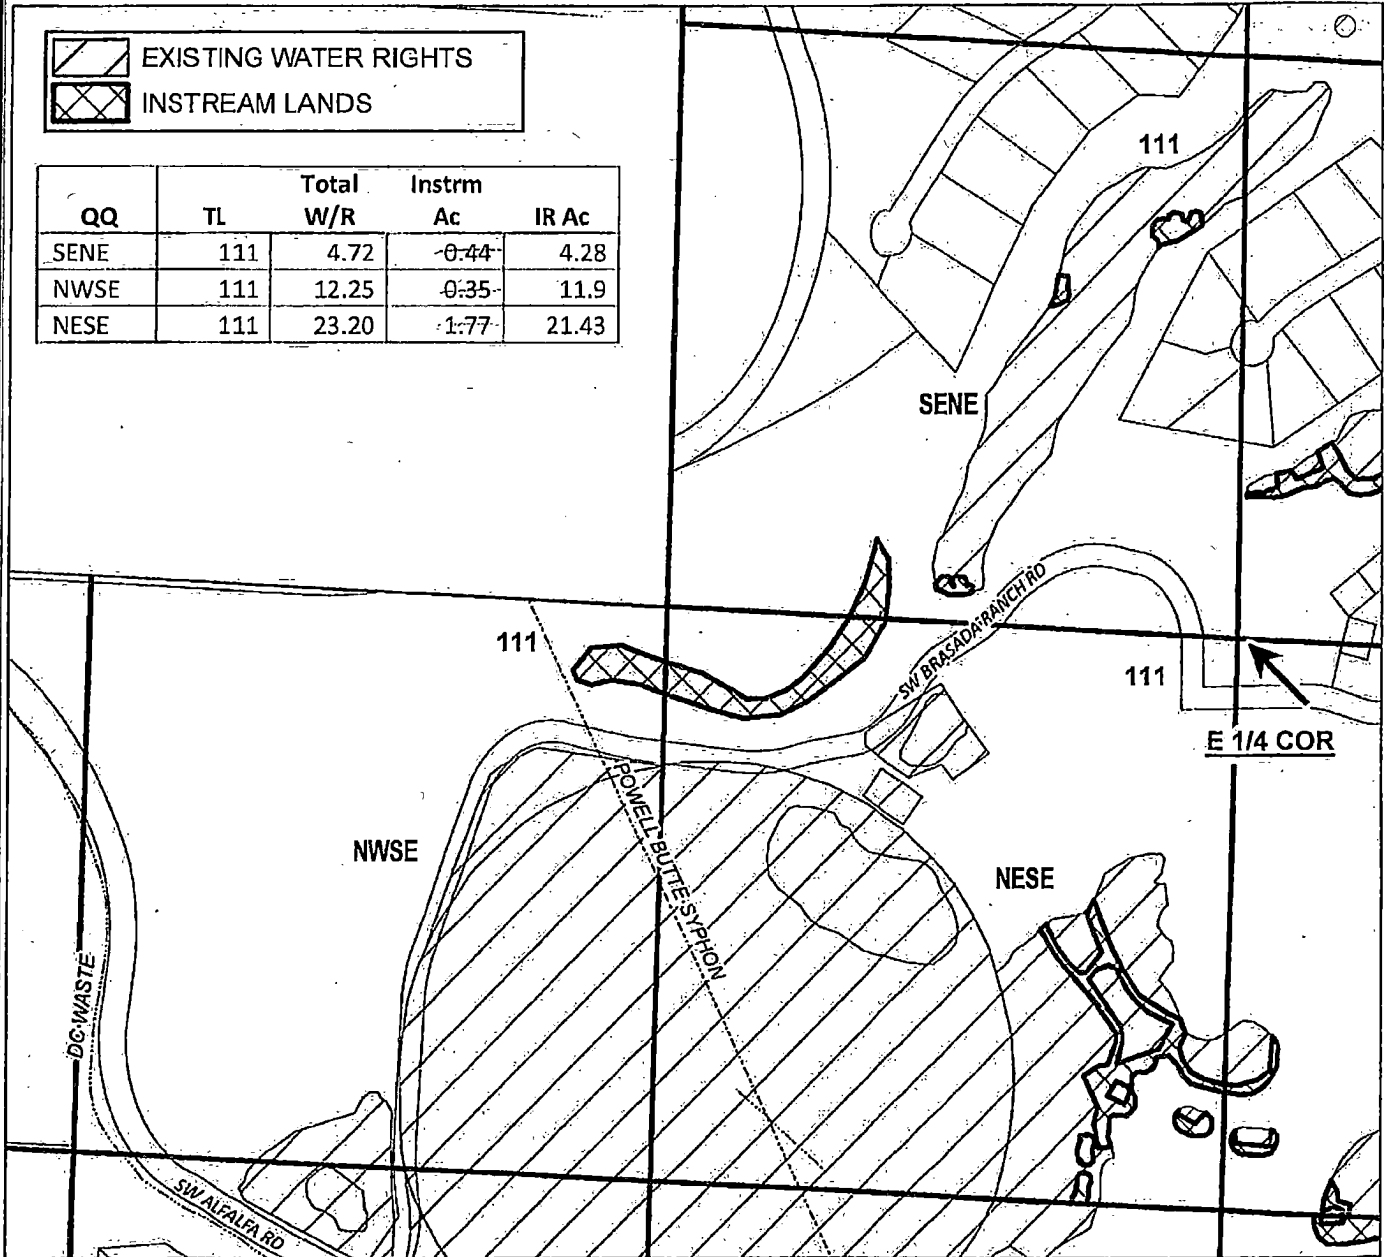 EXISTING WATER RIGHTS
INSTREAM LANDS
QQ TL Total W/R Instrm Ac IR Ac
SENE 111 4.72 -0.44 4.28
NWSE 111 12.25 -0.35 11.9
NESE 111 23.20 -1.77 21.43
111
SENE
SW BRASADA RANCH RD
111
111
E 1/4 COR
POWELL BUTTE SYPHON
NWSE
NESE
DC WASTE
SW ALFALFA RD